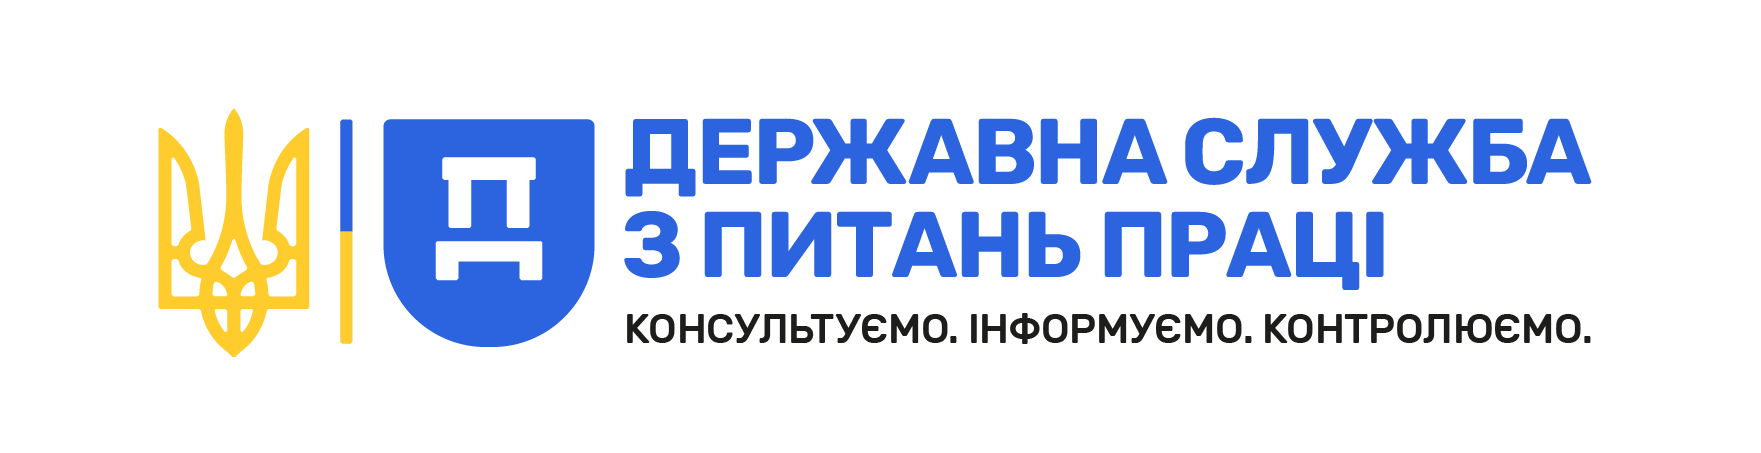 ДЕРЖАВНА СЛУЖБА
З ПИТАНЬ ПРАЦІ
КОНСУЛЬТУЄМО. ІНФОРМУЄМО. КОНТРОЛЮЄМО.